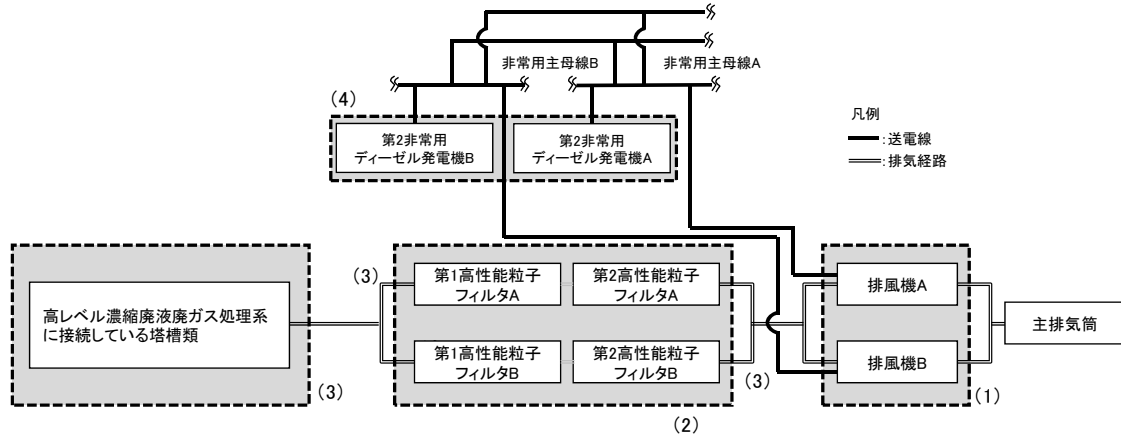 非常用主母線B
非常用主母線A
(4)
第2非常用
ディーゼル発電機B
第2非常用
ディーゼル発電機A
凡例
:送電線
:排気経路
高レベル濃縮廃液廃ガス処理系
に接続している塔槽類
(3)
(3)
第1高性能粒子
フィルタA
第2高性能粒子
フィルタA
第1高性能粒子
フィルタB
第2高性能粒子
フィルタB
(3)
(2)
排風機A
排風機B
(1)
主排気筒